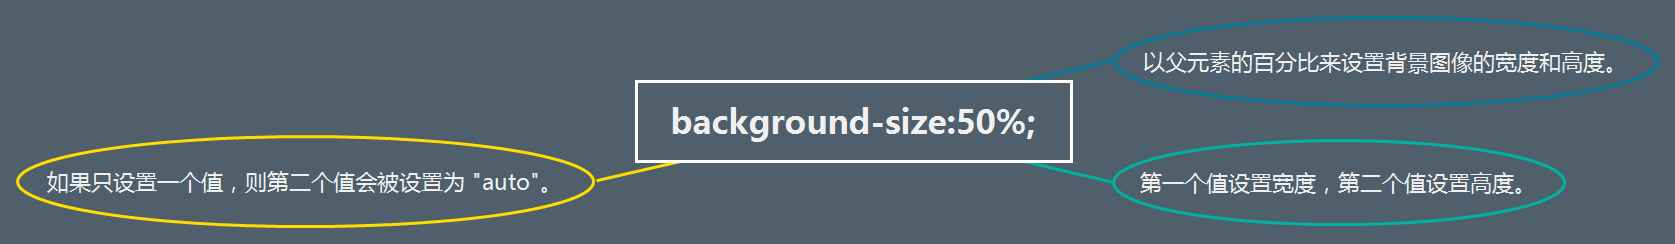 以父元素的百分比来设置背景图像的宽度和高度。
background-size:50%;
如果只设置一个值，则第二个值会被设置为 "auto"。
第一个值设置宽度，第二个值设置高度。